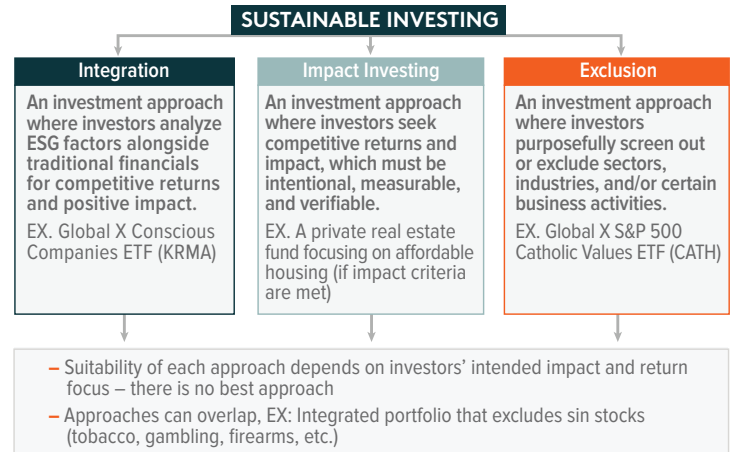 SUSTAINABLE INVESTING
Integration
An investment approach
where investors analyze
ESG factors alongside
traditional financials
for competitive returns
and positive impact.
EX. Global X Conscious
Companies ETF (KRMA)
Impact Investing
An investment approach
where investors seek
competitive returns and
impact, which must be
intentional, measurable,
and verifiable.
EX. A private real estate
fund focusing on affordable
housing (if impact criteria
are met)
Exclusion
An investment approach
where investors
purposefully screen out
or exclude sectors,
industries, and/or certain
business activities.
EX. Global X S&P 500
Catholic Values ETF (CATH)
– Suitability of each approach depends on investors’ intended impact and return
focus – there is no best approach
– Approaches can overlap, EX: Integrated portfolio that excludes sin stocks
(tobacco, gambling, firearms, etc.)